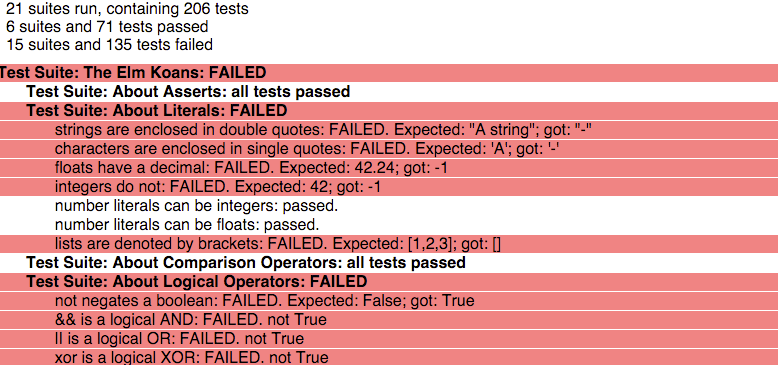 21 suites run, containing 206 tests
6 suites and 71 tests passed
15 suites and 135 tests failed
Test Suite: The Elm Koans: FAILED
Test Suite: About Asserts: all tests passed
Test Suite: About Literals: FAILED
strings are enclosed in double quotes: FAILED. Expected: "A string"; got: "-"
characters are enclosed in single quotes: FAILED. Expected: 'A'; got: '-'
floats have a decimal: FAILED. Expected: 42.24; got: -1
integers do not: FAILED. Expected: 42; got: -1
number literals can be integers: passed.
number literals can be floats: passed.
lists are denoted by brackets: FAILED. Expected: [1,2,3]; got: []
Test Suite: About Comparison Operators: all tests passed
Test Suite: About Logical Operators: FAILED
not negates a boolean: FAILED. Expected: False; got: True
&& is a logical AND: FAILED. not True
|| is a logical OR: FAILED. not True
xor is a logical XOR: FAILED. not True